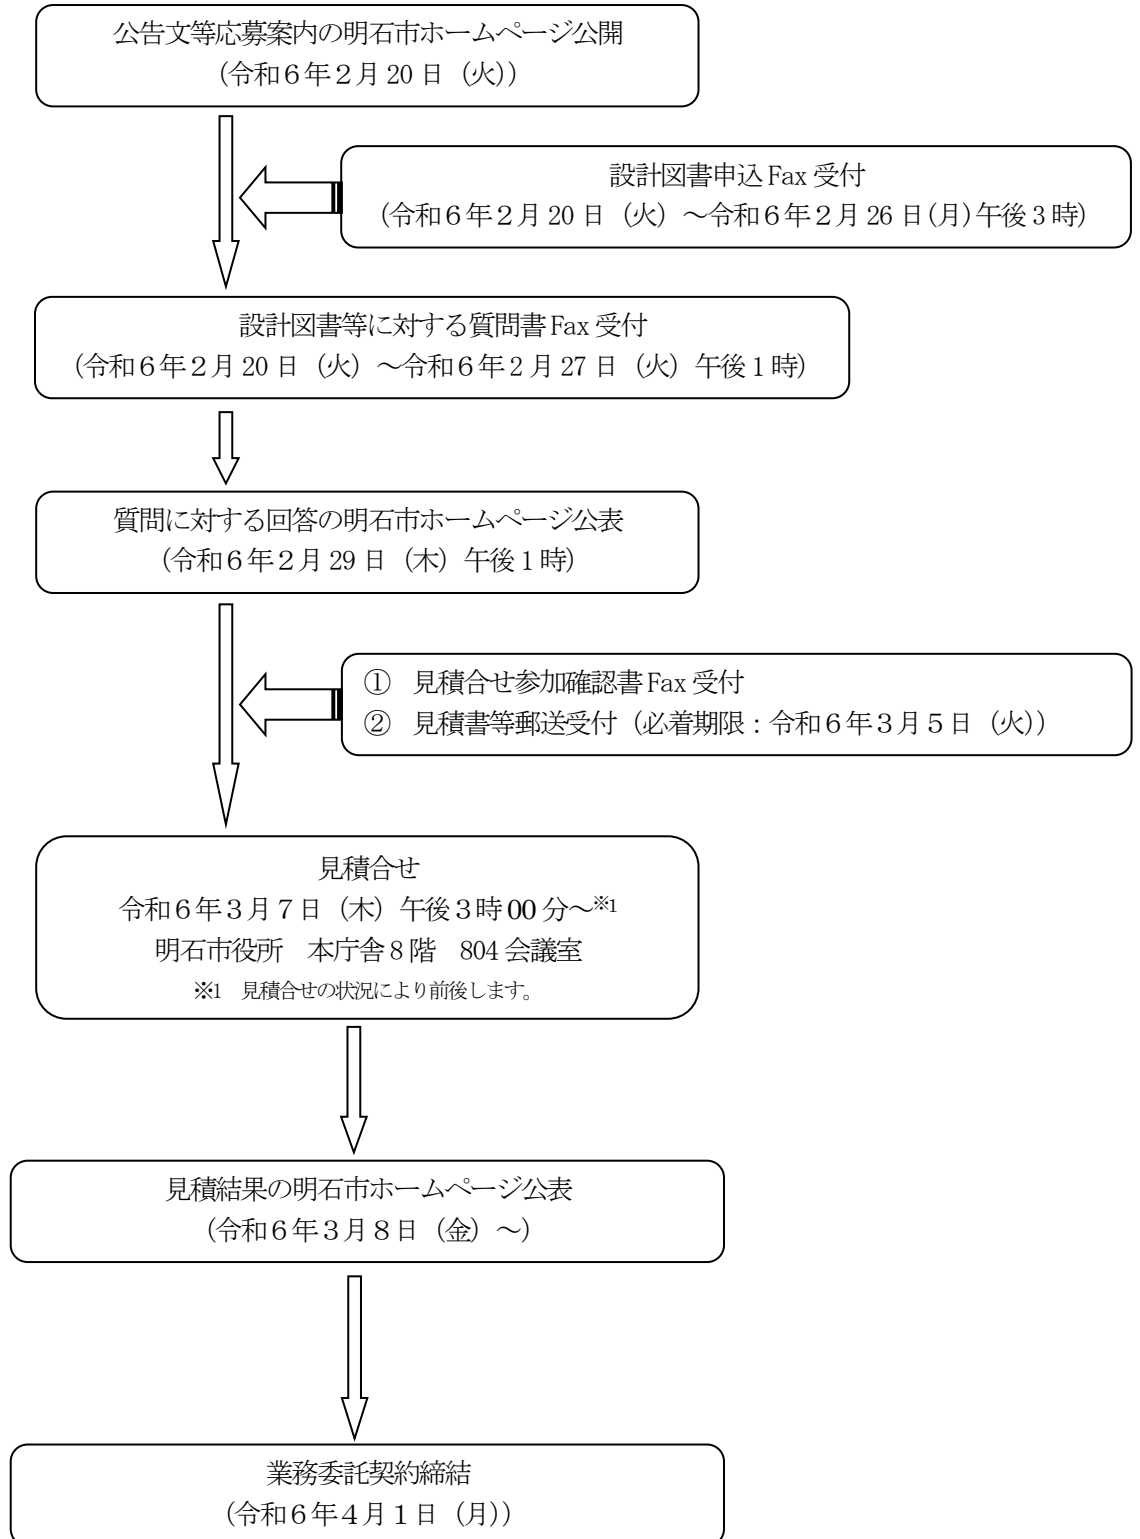 公告文等応募案内の明石市ホームページ公開
（令和６年２月20日（火））
設計図書申込Fax受付
（令和６年２月20日（火）～令和６年２月26日(月)午後3時）
設計図書等に対する質問書Fax受付
（令和６年２月20日（火）～令和６年2月27日（火）午後1時）
質問に対する回答の明石市ホームページ公表
（令和６年２月29日（木）午後1時）
① 見積合せ参加確認書Fax受付
② 見積書等郵送受付（必着期限：令和６年３月５日（火））
見積合せ
令和６年３月７日（木）午後３時00分～※1
明石市役所　本庁舎8階　804会議室
※1　見積合せの状況により前後します。
見積結果の明石市ホームページ公表
（令和６年３月８日（金）～）
業務委託契約締結
（令和６年４月１日（月））